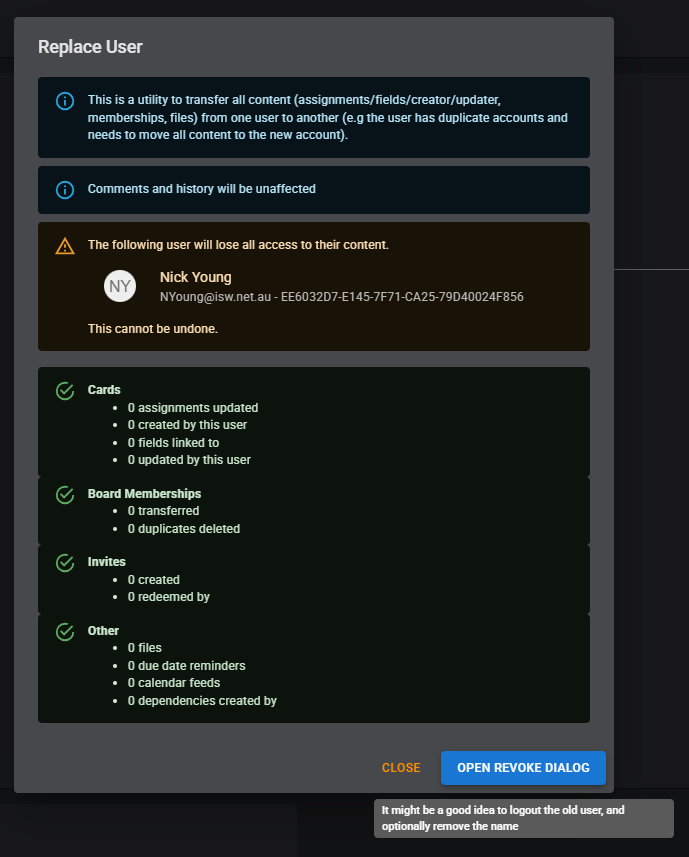 Replace User
This is a utility to transfer all content (assignments/fields/creator/updater,
memberships, files) from one user to another (e.g the user has duplicate accounts and
needs to move all content to the new account).
Comments and history will be unaffected
The following user will lose all access to their content.
NY
Nick Young
NYoung@isw.net.au - EE6032D7-E145-7F71-CA25-79D40024F856
This cannot be undone.
Cards
• 0 assignments updated
• 0 created by this user
• 0 fields linked to
• 0 updated by this user
Board Memberships
• 0 transferred
• 0 duplicates deleted
Invites
• 0 created
• 0 redeemed by
Other
• 0 files
• 0 due date reminders
• 0 calendar feeds
• 0 dependencies created by
CLOSE
OPEN REVOKE DIALOG
It might be a good idea to logout the old user, and
optionally remove the name